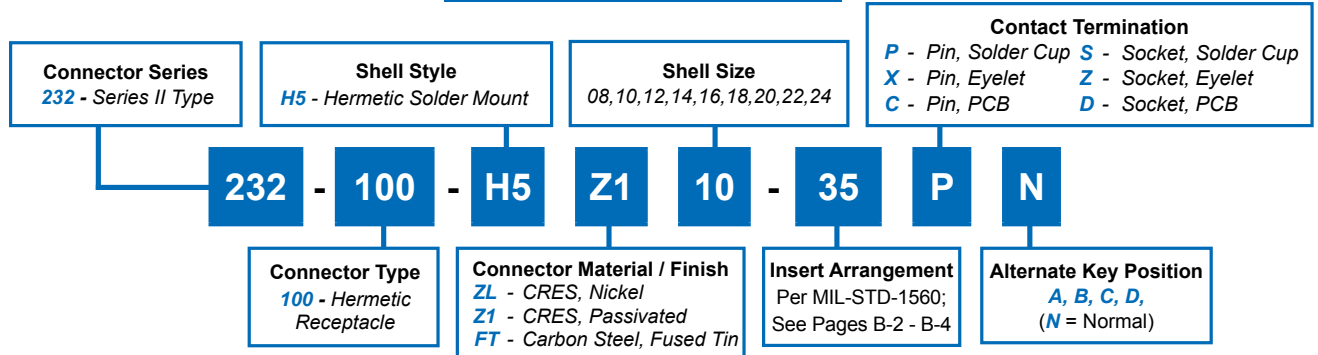 Connector Series
232 - Series II Type
Shell Style
H5 - Hermetic Solder Mount
Shell Size
08,10,12,14,16,18,20,22,24
Contact Termination
P - Pin, Solder Cup S - Socket, Solder Cup
X - Pin, Eyelet Z - Socket, Eyelet
C - Pin, PCB D - Socket, PCB
232 - 100 - H5 Z1 10 - 35 P N
Connector Type
100 - Hermetic
Receptacle
Connector Material / Finish
ZL - CRES, Nickel
Z1 - CRES, Passivated
FT - Carbon Steel, Fused Tin
Insert Arrangement
Per MIL-STD-1560;
See Pages B-2 - B-4
Alternate Key Position
A, B, C, D,
(N = Normal)